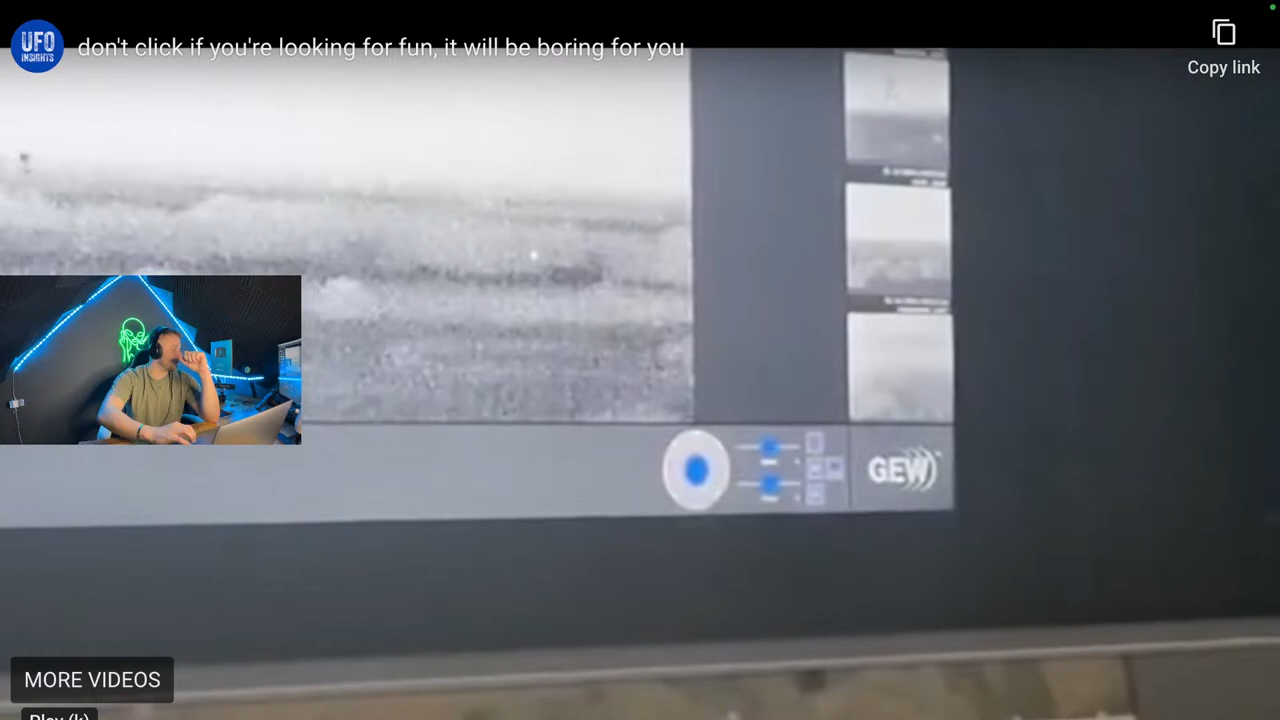 UFO
INSIGHTS
don't click if you're looking for fun, it will be boring for you
Copy link
GEW
MORE VIDEOS
Play (k)